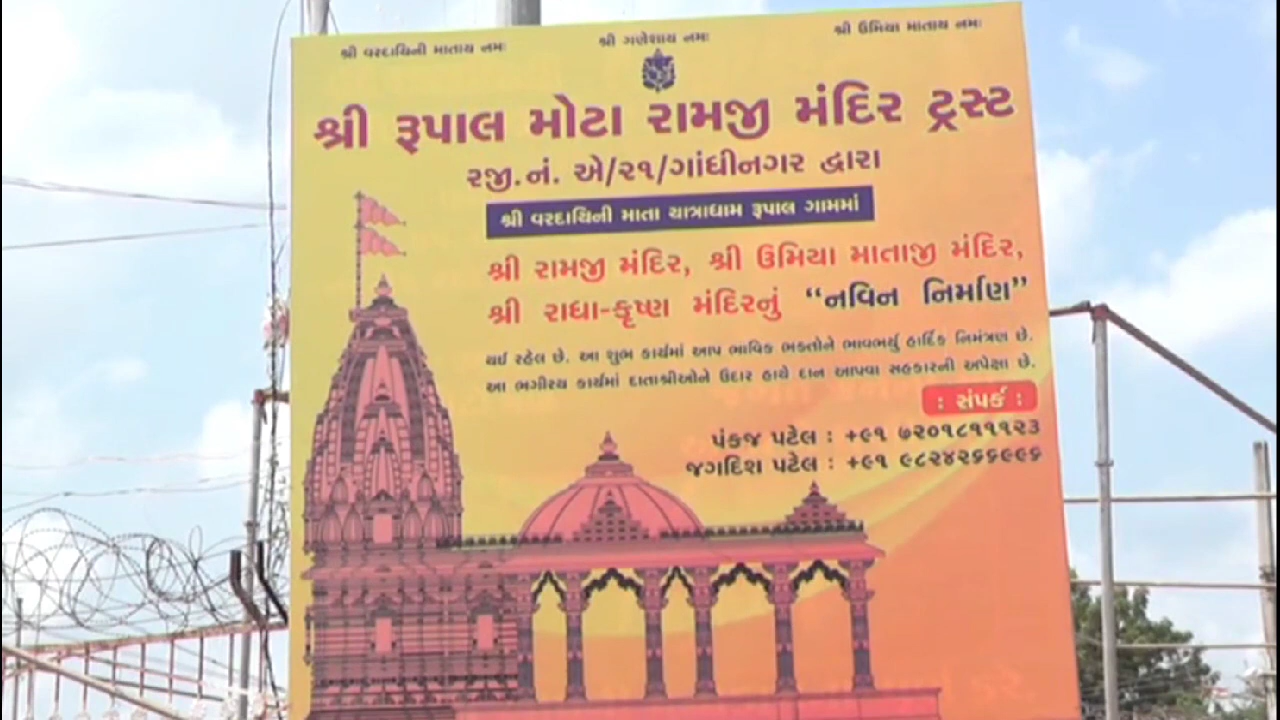 શ્રી વરદાયિની માતાય નમઃ શ્રી ગણેશાય નમઃ શ્રી ઉમિયા માતાય નમઃ
શ્રી રૂપાલ મોટા રામજી મંદિર ટ્રસ્ટ
રજી.નં. એ/૨૧/ગાંધીનગર દ્વારા
શ્રી વરદાયિની માતા યાત્રાધામ રૂપાલ ગામમાં
શ્રી રામજી મંદિર, શ્રી ઉમિયા માતાજી મંદિર,
શ્રી રાધા-કૃષ્ણ મંદિરનું “નવિન નિર્માણ”
થઈ રહેલ છે. આ શુભ કાર્યમાં આપ ભાવિક ભક્તોને ભાવભર્યુ હાર્દિક નિમંત્રણ છે.
આ ભગીરથ કાર્યમાં દાતાશ્રીઓને ઉદાર હાથે દાન આપવા સહકારની અપેક્ષા છે.
: સંપર્ક :
પંકજ પટેલ : +૯૧ ૭૨૦૧૮૧૧૧૨૩
જગદિશ પટેલ : +૯૧ ૯૮૨૪૨૬૬૯૯૬